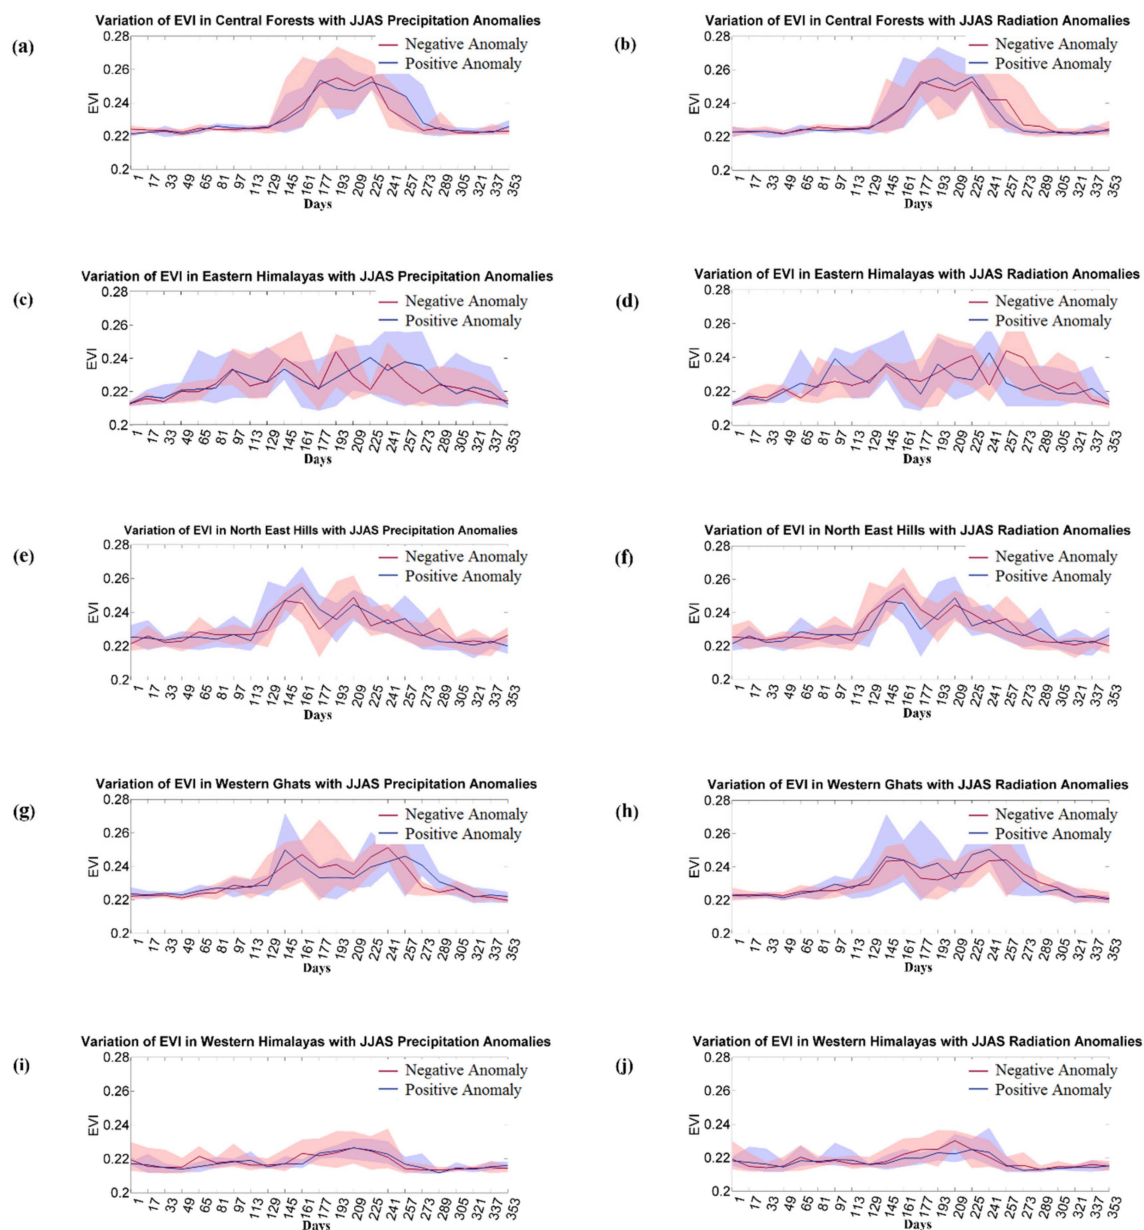 Variation of EVI in Central Forests with JJAS Precipitation Anomalies
(a)
0.28
0.26
0.24
0.22
0.2
EVI
Negative Anomaly
Positive Anomaly
1 17 33 49 65 81 97 113 129 145 161 177 193 209 225 241 257 273 289 305 321 337 353
Days
Variation of EVI in Central Forests with JJAS Radiation Anomalies
(b)
0.28
0.26
0.24
0.22
0.2
EVI
Negative Anomaly
Positive Anomaly
1 17 33 49 65 81 97 113 129 145 161 177 193 209 225 241 257 273 289 305 321 337 353
Days
Variation of EVI in Eastern Himalayas with JJAS Precipitation Anomalies
(c)
0.28
0.26
0.24
0.22
0.2
EVI
Negative Anomaly
Positive Anomaly
1 17 33 49 65 81 97 113 129 145 161 177 193 209 225 241 257 273 289 305 321 337 353
Days
Variation of EVI in Eastern Himalayas with JJAS Radiation Anomalies
(d)
0.28
0.26
0.24
0.22
0.2
EVI
Negative Anomaly
Positive Anomaly
1 17 33 49 65 81 97 113 129 145 161 177 193 209 225 241 257 273 289 305 321 337 353
Days
Variation of EVI in North East Hills with JJAS Precipitation Anomalies
(e)
0.28
0.26
0.24
0.22
0.2
EVI
Negative Anomaly
Positive Anomaly
1 17 33 49 65 81 97 113 129 145 161 177 193 209 225 241 257 273 289 305 321 337 353
Days
Variation of EVI in North East Hills with JJAS Radiation Anomalies
(f)
0.28
0.26
0.24
0.22
0.2
EVI
Negative Anomaly
Positive Anomaly
1 17 33 49 65 81 97 113 129 145 161 177 193 209 225 241 257 273 289 305 321 337 353
Days
Variation of EVI in Western Ghats with JJAS Precipitation Anomalies
(g)
0.28
0.26
0.24
0.22
0.2
EVI
Negative Anomaly
Positive Anomaly
1 17 33 49 65 81 97 113 129 145 161 177 193 209 225 241 257 273 289 305 321 337 353
Days
Variation of EVI in Western Ghats with JJAS Radiation Anomalies
(h)
0.28
0.26
0.24
0.22
0.2
EVI
Negative Anomaly
Positive Anomaly
1 17 33 49 65 81 97 113 129 145 161 177 193 209 225 241 257 273 289 305 321 337 353
Days
Variation of EVI in Western Himalayas with JJAS Precipitation Anomalies
(i)
0.28
0.26
0.24
0.22
0.2
EVI
Negative Anomaly
Positive Anomaly
1 17 33 49 65 81 97 113 129 145 161 177 193 209 225 241 257 273 289 305 321 337 353
Days
Variation of EVI in Western Himalayas with JJAS Radiation Anomalies
(j)
0.28
0.26
0.24
0.22
0.2
EVI
Negative Anomaly
Positive Anomaly
1 17 33 49 65 81 97 113 129 145 161 177 193 209 225 241 257 273 289 305 321 337 353
Days